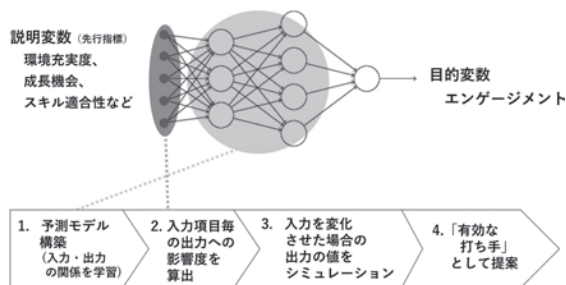 説明変数（先行指標）
環境充実度、
成長機会、
スキル適合性など
目的変数
エンゲージメント
1. 予測モデル
構築
（入力・出力
の関係を学習）
2. 入力項目毎
の出力への
影響度を
算出
3. 入力を変化
させた場合の
出力の値を
シミュレーション
4.「有効な
打ち手」
として提案